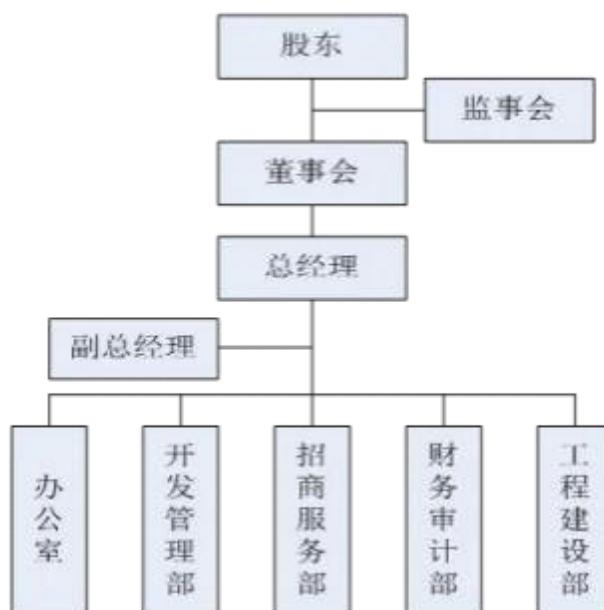 股东
监事会
董事会
总经理
副总经理
办公室
开发管理部
招商服务部
财务审计部
工程建设部